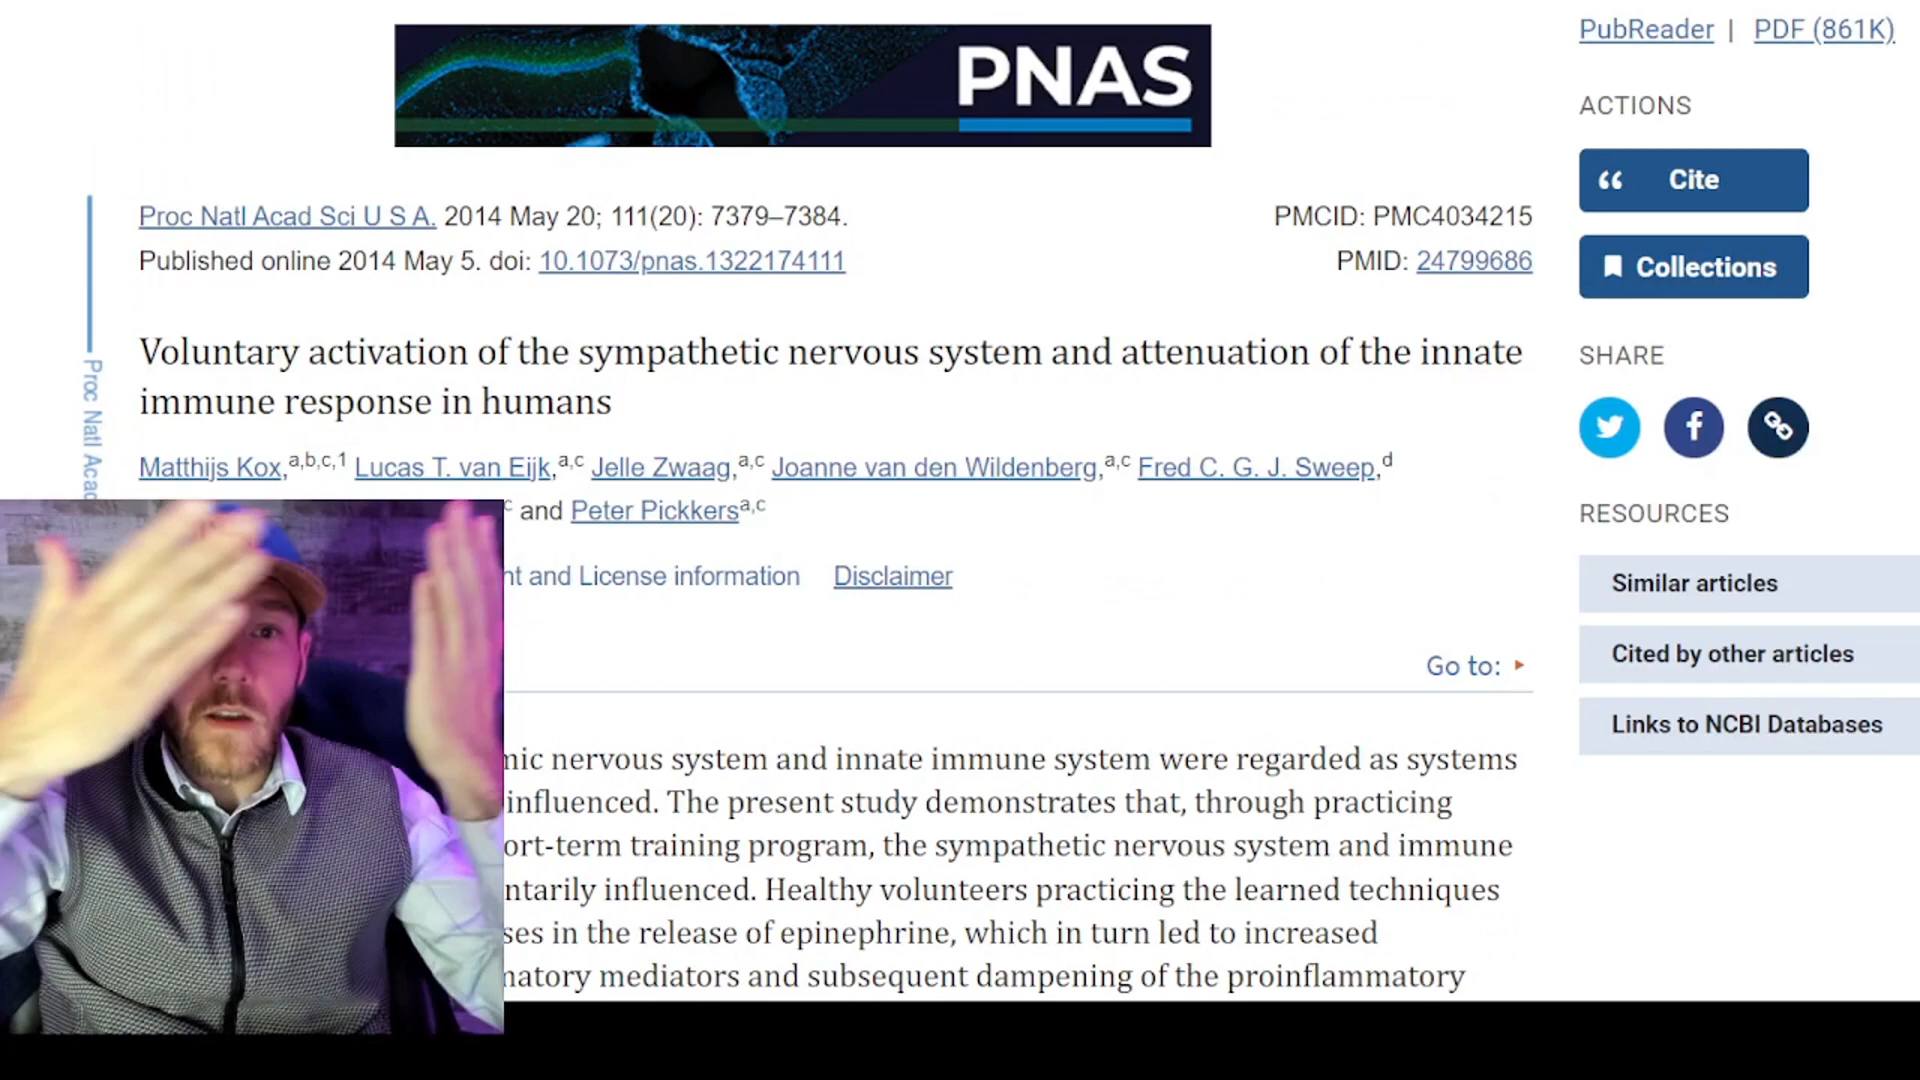 PubReader | PDF (861K)
PNAS
ACTIONS
Cite
Collections
Proc Natl Acad Sci U S A. 2014 May 20; 111(20): 7379–7384.
PMCID: PMC4034215
Published online 2014 May 5. doi: 10.1073/pnas.1322174111
PMID: 24799686
Proc Natl Acad
Voluntary activation of the sympathetic nervous system and attenuation of the innate
immune response in humans
SHARE
Matthijs Kox,a,b,c,1 Lucas T. van Eijk,a,c Jelle Zwaag,a,c Joanne van den Wildenberg,a,c Fred C. G. J. Sweep,d
c and Peter Pickkersa,c
RESOURCES
nt and License information Disclaimer
Similar articles
Cited by other articles
Links to NCBI Databases
Go to:
mic nervous system and innate immune system were regarded as systems
influenced. The present study demonstrates that, through practicing
ort-term training program, the sympathetic nervous system and immune
ntarily influenced. Healthy volunteers practicing the learned techniques
ses in the release of epinephrine, which in turn led to increased
matory mediators and subsequent dampening of the proinflammatory